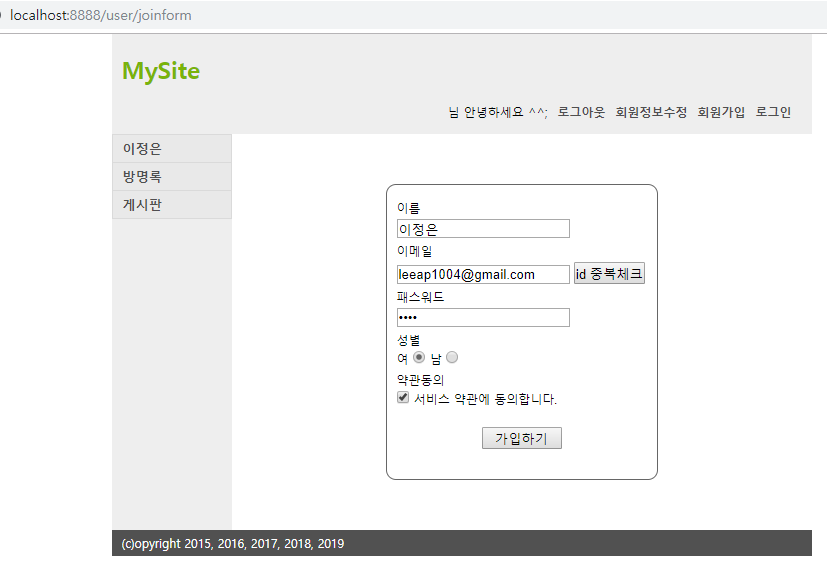 localhost:8888/user/joinform
MySite
님 안녕하세요 ^^; 로그아웃 회원정보수정 회원가입 로그인
이정은
방명록
게시판
이름
이정은
이메일
leeap1004@gmail.com id 중복체크
패스워드
••••
성별
여 남
약관동의
서비스 약관에 동의합니다.
가입하기
(c)opyright 2015, 2016, 2017, 2018, 2019